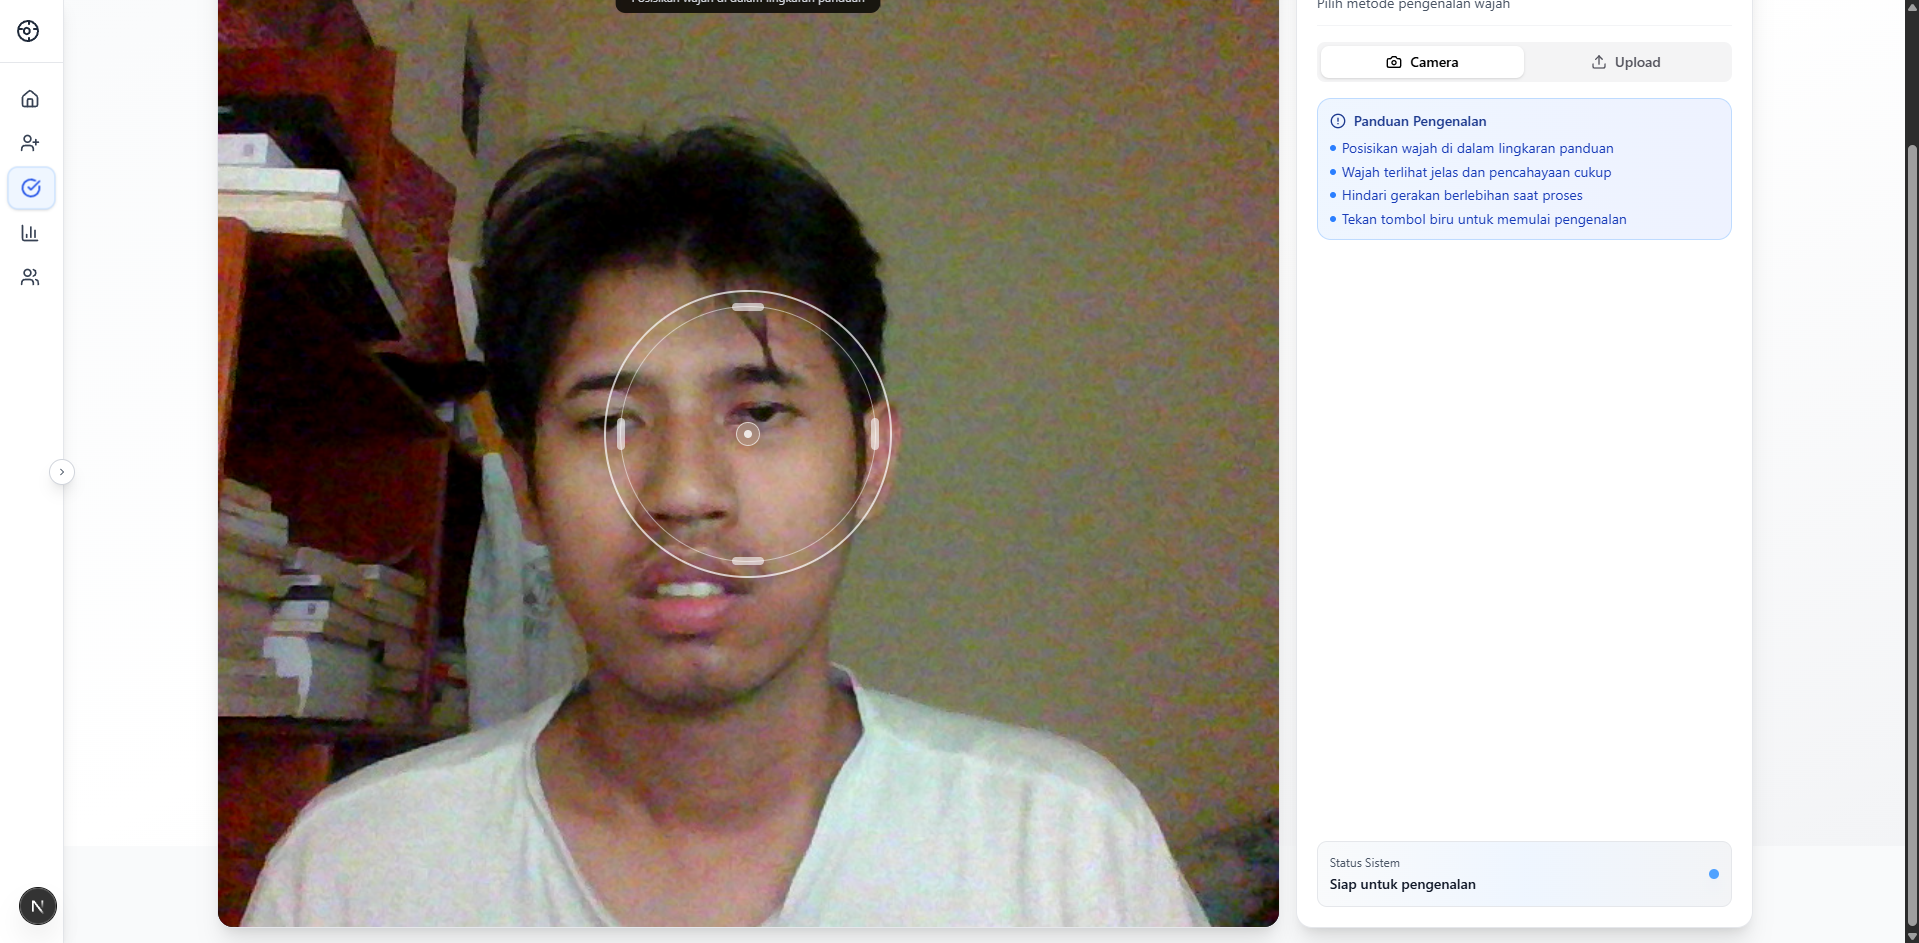 Posisikan wajah di dalam lingkaran panduan
Pilih metode pengenalan wajah
Camera
Upload
Panduan Pengenalan
Posisikan wajah di dalam lingkaran panduan
Wajah terlihat jelas dan pencahayaan cukup
Hindari gerakan berlebihan saat proses
Tekan tombol biru untuk memulai pengenalan
Status Sistem
Siap untuk pengenalan
N